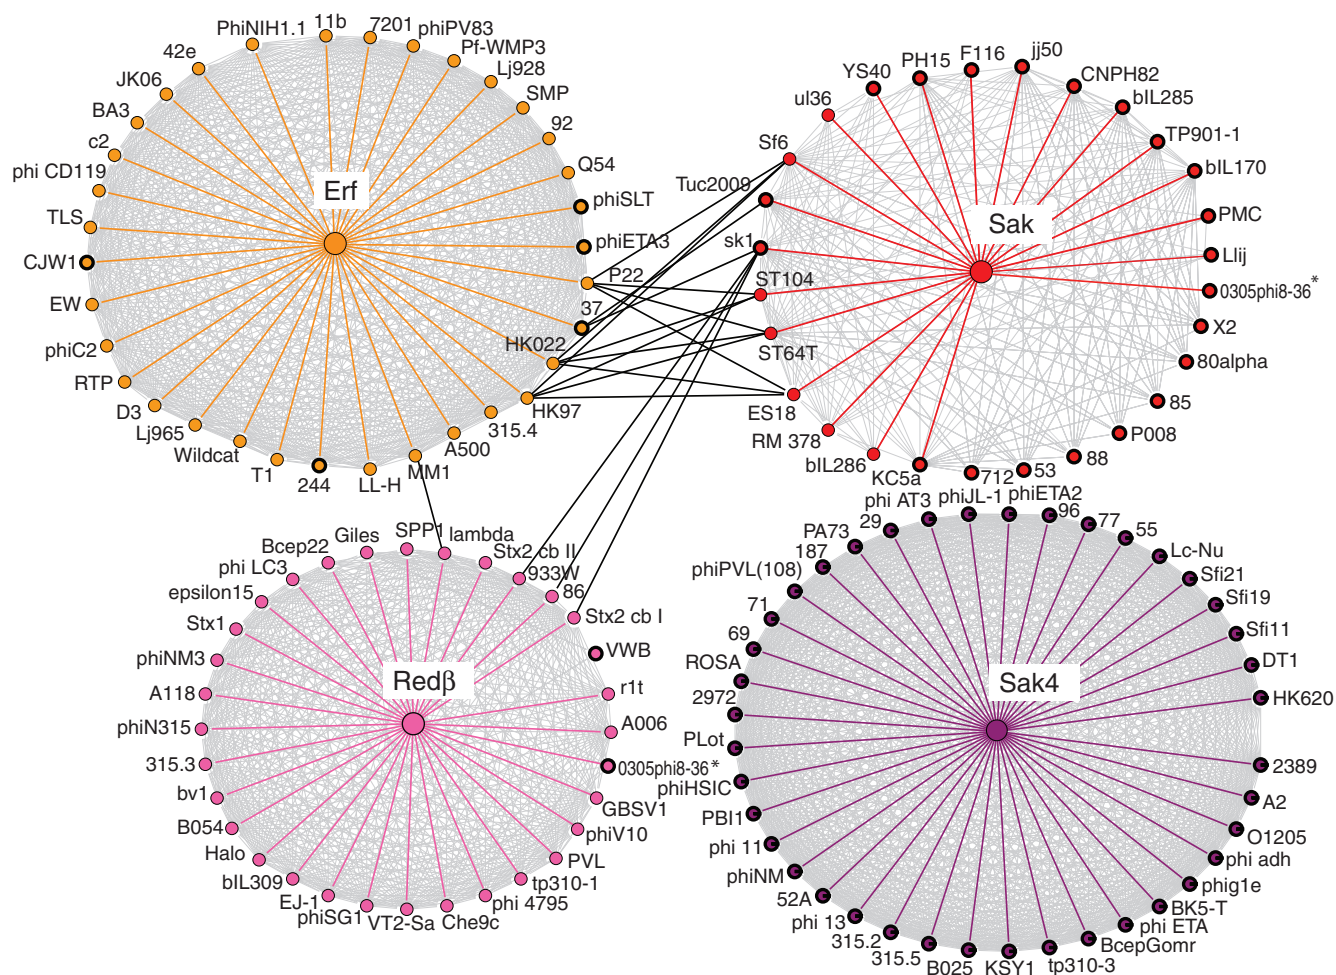 PhiNIH1.1
11b
7201
phiPV83
Pf-WMP3
Lj928
SMP
92
Q54
phiSLT
phiETA3
P22
37
HK022
HK97
315.4
A500
MM1
LL-H
244
T1
Wildcat
Lj965
D3
RTP
phiC2
EW
CJW1
TLS
phi CD119
c2
BA3
JK06
42e
Erf
YS40
PH15
F116
jj50
CNPH82
bIL285
TP901-1
bIL170
PMC
Llij
0305phi8-36*
X2
80alpha
85
P008
88
53
712
KC5a
bIL286
RM 378
ES18
ST64T
ST104
sk1
Tuc2009
Sf6
ul36
Sak
SPP1
lambda
Stx2 cb II
933W
86
Stx2 cb I
VWB
r1t
A006
0305phi8-36*
GBSV1
phiV10
PVL
tp310-1
phi 4795
Che9c
VT2-Sa
phiSG1
EJ-1
bIL309
Halo
B054
bv1
315.3
phiN315
A118
phiNM3
Stx1
epsilon15
phi LC3
Bcep22
Giles
Redβ
phi AT3
phiJL-1
phiETA2
96
77
55
Lc-Nu
Sfi21
Sfi19
Sfi11
DT1
HK620
2389
A2
O1205
phi adh
phig1e
BK5-T
phi ETA
BcepGomr
tp310-3
KSY1
B025
315.5
315.2
phi 13
52A
phiNM
phi 11
PBI1
phiHSIC
PLot
2972
ROSA
69
71
phiPVL(108)
187
PA73
29
Sak4